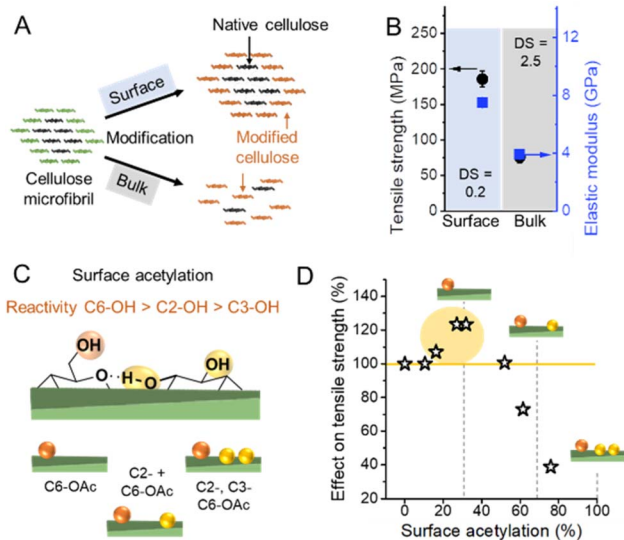 A
Native cellulose
Surface
Modification
Bulk
Cellulose
microfibril
Modified
cellulose
B
Tensile strength (MPa)
250
200
150
100
50
0
DS =
0.2
DS =
2.5
Surface
Bulk
12
8
4
0
Elastic modulus (GPa)
C
Surface acetylation
Reactivity C6-OH > C2-OH > C3-OH
OH
O
H
O
OH
C6-OAc
C2- +
C6-OAc
C2-, C3-
C6-OAc
D
Effect on tensile strength (%)
140
120
100
80
60
40
20
0
20
40
60
80
100
Surface acetylation (%)